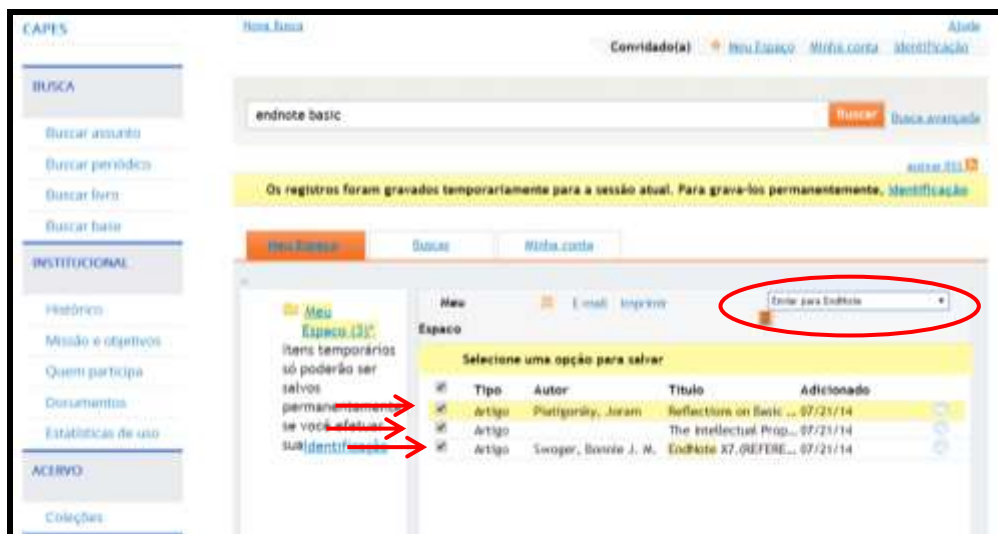 CAPES
Nova Busca
Ajuda
Convidado(a) Meu Espaço Minha conta Identificação
BUSCA
endnote basic
Buscar
Busca avançada
Buscar assunto
Buscar periódico
Buscar livro
Buscar base
RSS
Os registros foram gravados temporariamente para a sessão atual. Para grava-los permanentemente, Identificação
Meu Espaço
Buscas
Minha conta
INSTITUCIONAL
Histórico
Missão e objetivos
Quem participa
Documentos
Estatísticas de uso
ACERVO
Coleções
Meu Espaço (3)*
Itens temporários
só poderão ser
salvos
permanentemente
se você efetuar
sua Identificação
Meu Espaço
E-mail Imprimir
Enviar para EndNote
Selecione uma opção para salvar
Tipo Autor Título Adicionado
Artigo Piatigorsky, Joram Reflections on Basic ... 07/21/14
Artigo The Intellectual Prop... 07/21/14
Artigo Swoger, Bonnie J. M. EndNote X7.(REFERE... 07/21/14